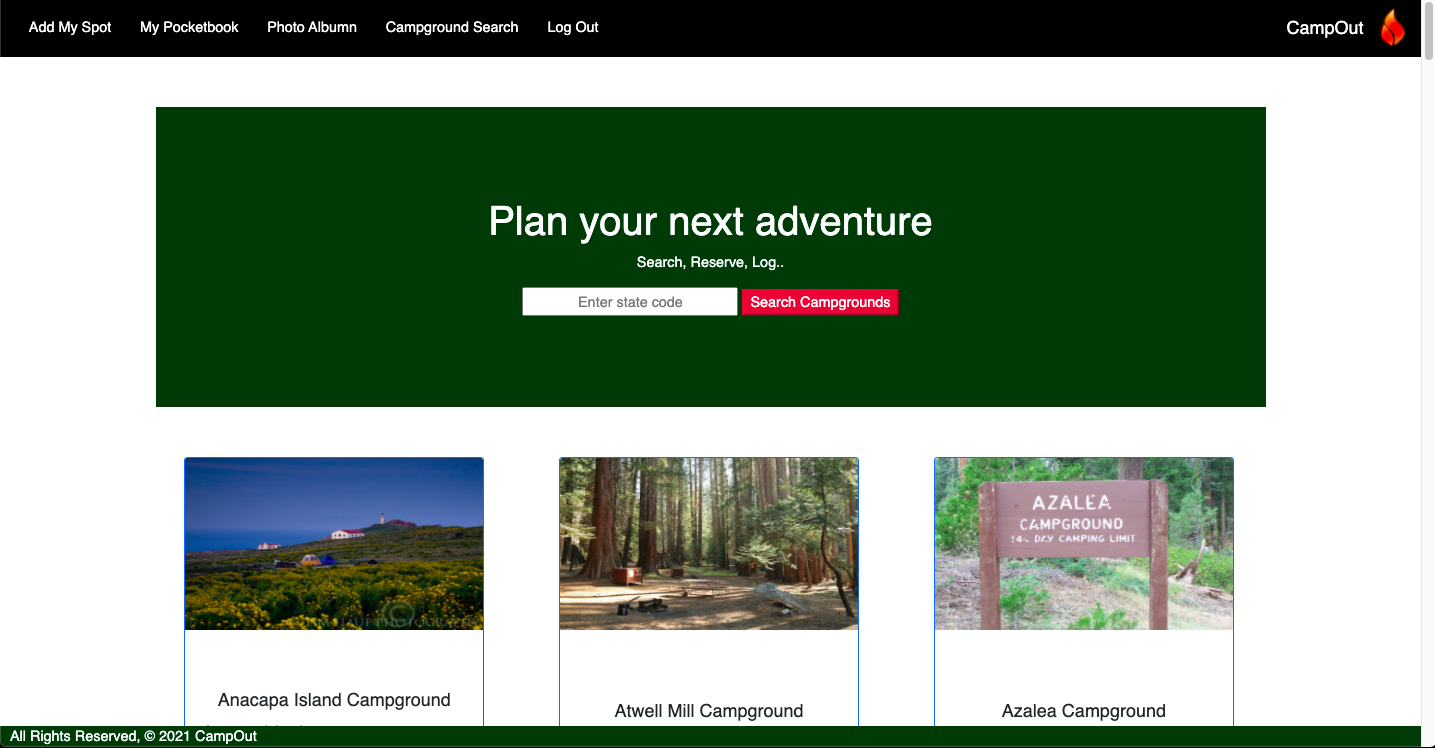 Add My Spot My Pocketbook Photo Albumn Campground Search Log Out CampOut
Plan your next adventure
Search, Reserve, Log..
Enter state code Search Campgrounds
AZALEA
CAMPGROUND
14 DAY CAMPING LIMIT
Anacapa Island Campground
Atwell Mill Campground
Azalea Campground
All Rights Reserved, © 2021 CampOut